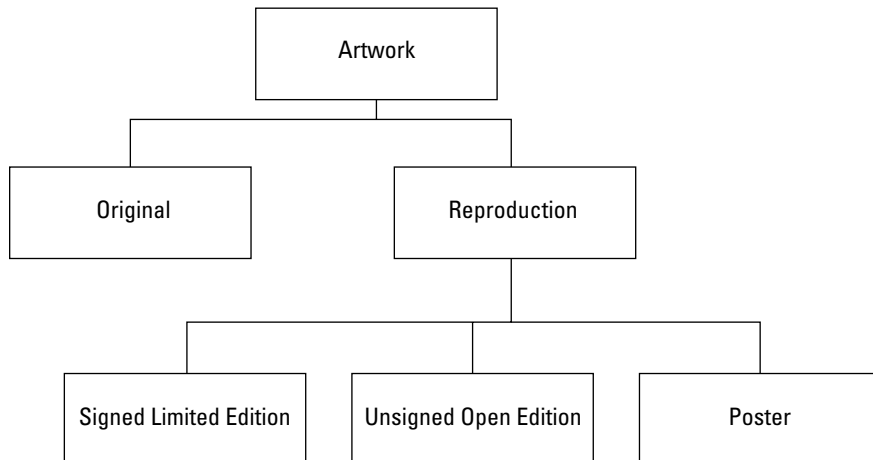 Artwork
Original
Reproduction
Signed Limited Edition
Unsigned Open Edition
Poster